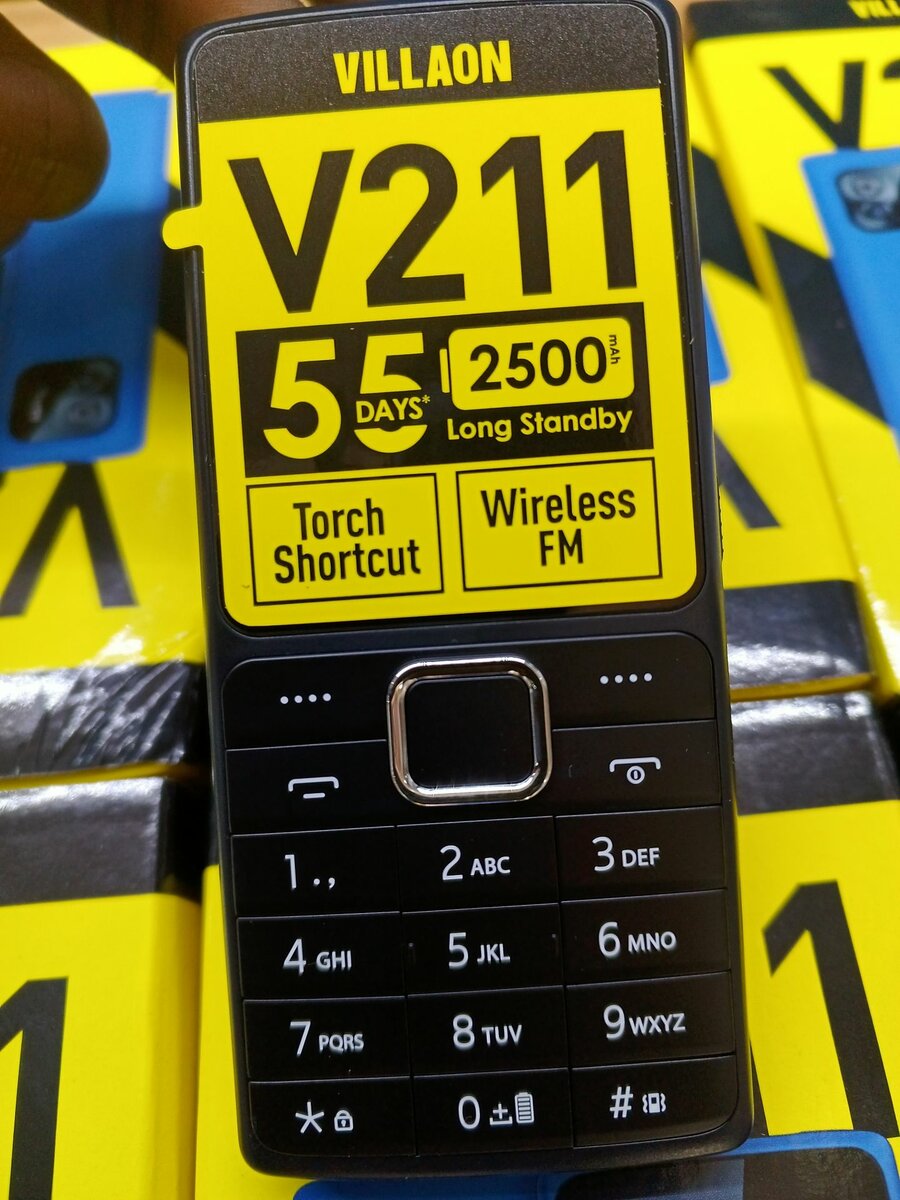 VILLAON
V211
55
DAYS*
2500 mAh
Long Standby
Torch
Shortcut
Wireless
FM
1.,
2 ABC
3 DEF
4 GHI
5 JKL
6 MNO
7 PQRS
8 TUV
9 WXYZ
*
0
#